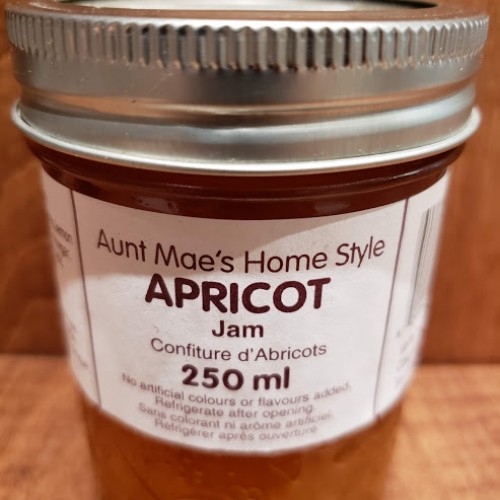 Aunt Mae's Home Style
APRICOT
Jam
Confiture d'Abricots
250 ml
No artificial colours or flavours added.
Refrigerate after opening.
Sans colorant ni arôme artificiel.
Refrigérer après ouverture